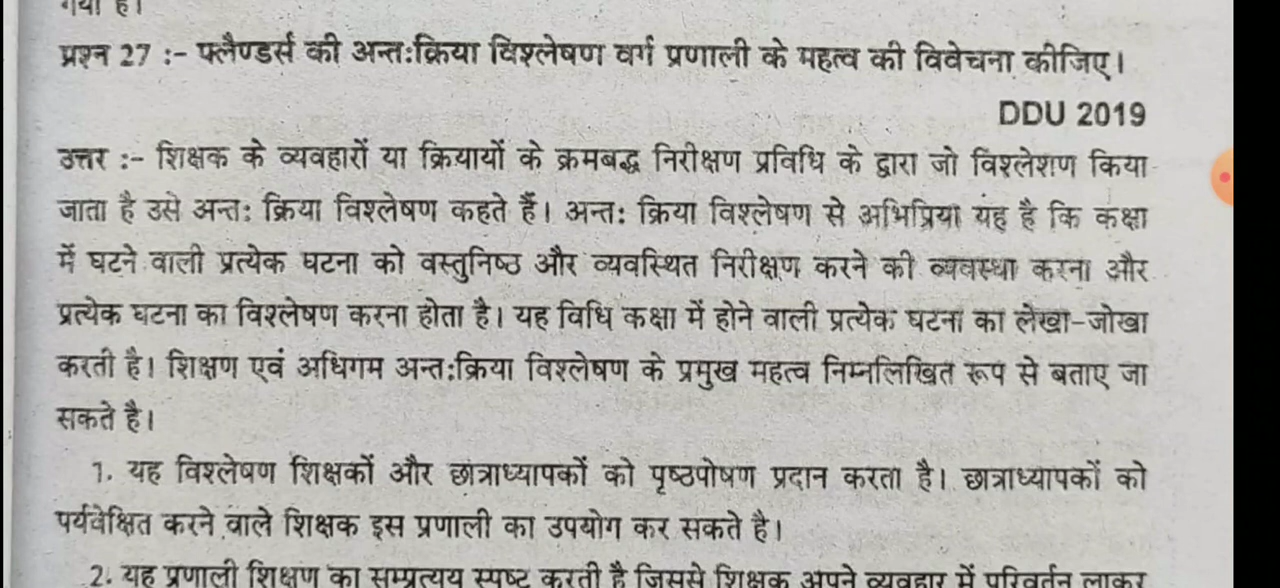 गया है।
प्रश्न 27 :- फ्लैण्डर्स की अन्तःक्रिया विश्लेषण वर्ग प्रणाली के महत्व की विवेचना कीजिए।
DDU 2019
उत्तर :- शिक्षक के व्यवहारों या क्रियायों के क्रमबद्ध निरीक्षण प्रविधि के द्वारा जो विश्लेशण किया
जाता है उसे अन्तः क्रिया विश्लेषण कहते हैं। अन्तः क्रिया विश्लेषण से अभिप्रिया यह है कि कक्षा
में घटने वाली प्रत्येक घटना को वस्तुनिष्ठ और व्यवस्थित निरीक्षण करने की व्यवस्था करना और
प्रत्येक घटना का विश्लेषण करना होता है। यह विधि कक्षा में होने वाली प्रत्येक घटना का लेखा-जोखा
करती है। शिक्षण एवं अधिगम अन्तःक्रिया विश्लेषण के प्रमुख महत्व निम्नलिखित रूप से बताए जा
सकते है।
1. यह विश्लेषण शिक्षकों और छात्राध्यापकों को पृष्ठपोषण प्रदान करता है। छात्राध्यापकों को
पर्यवेक्षित करने वाले शिक्षक इस प्रणाली का उपयोग कर सकते है।
2. यह प्रणाली शिक्षण का सम्प्रत्यय स्पष्ट करती है जिससे शिक्षक अपने व्यवहार में परिवर्तन लाकर